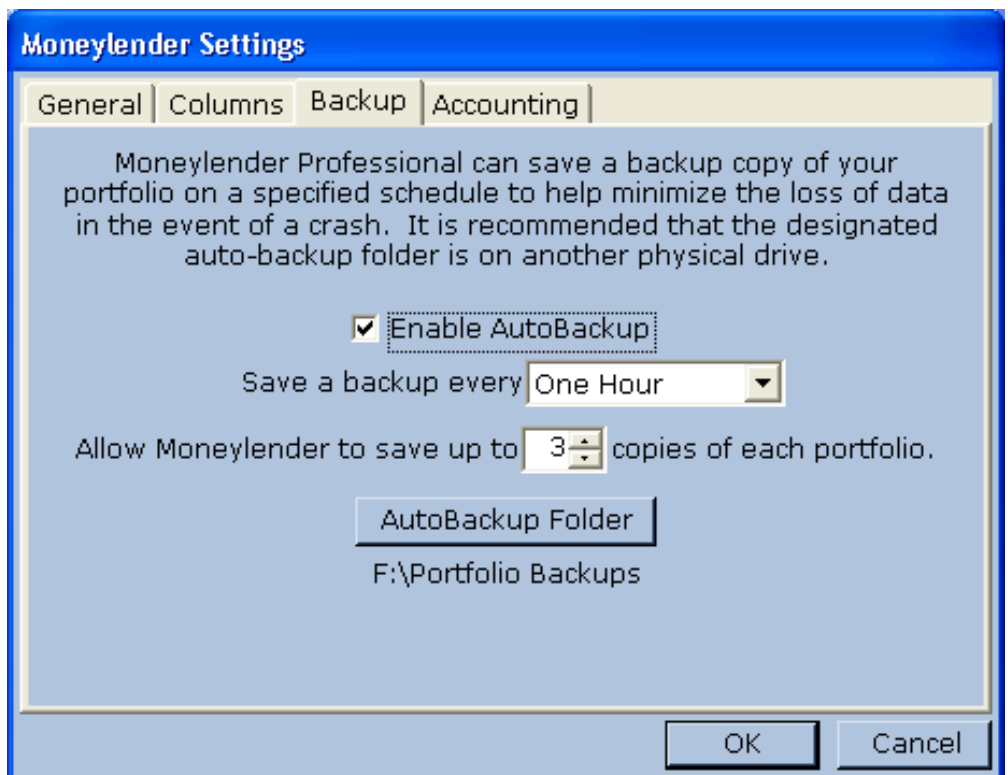 Moneylender Settings
General Columns Backup Accounting
Moneylender Professional can save a backup copy of your
portfolio on a specified schedule to help minimize the loss of data
in the event of a crash.  It is recommended that the designated
auto-backup folder is on another physical drive.
Enable AutoBackup
Save a backup every One Hour
Allow Moneylender to save up to 3 copies of each portfolio.
AutoBackup Folder
F:\Portfolio Backups
OK Cancel